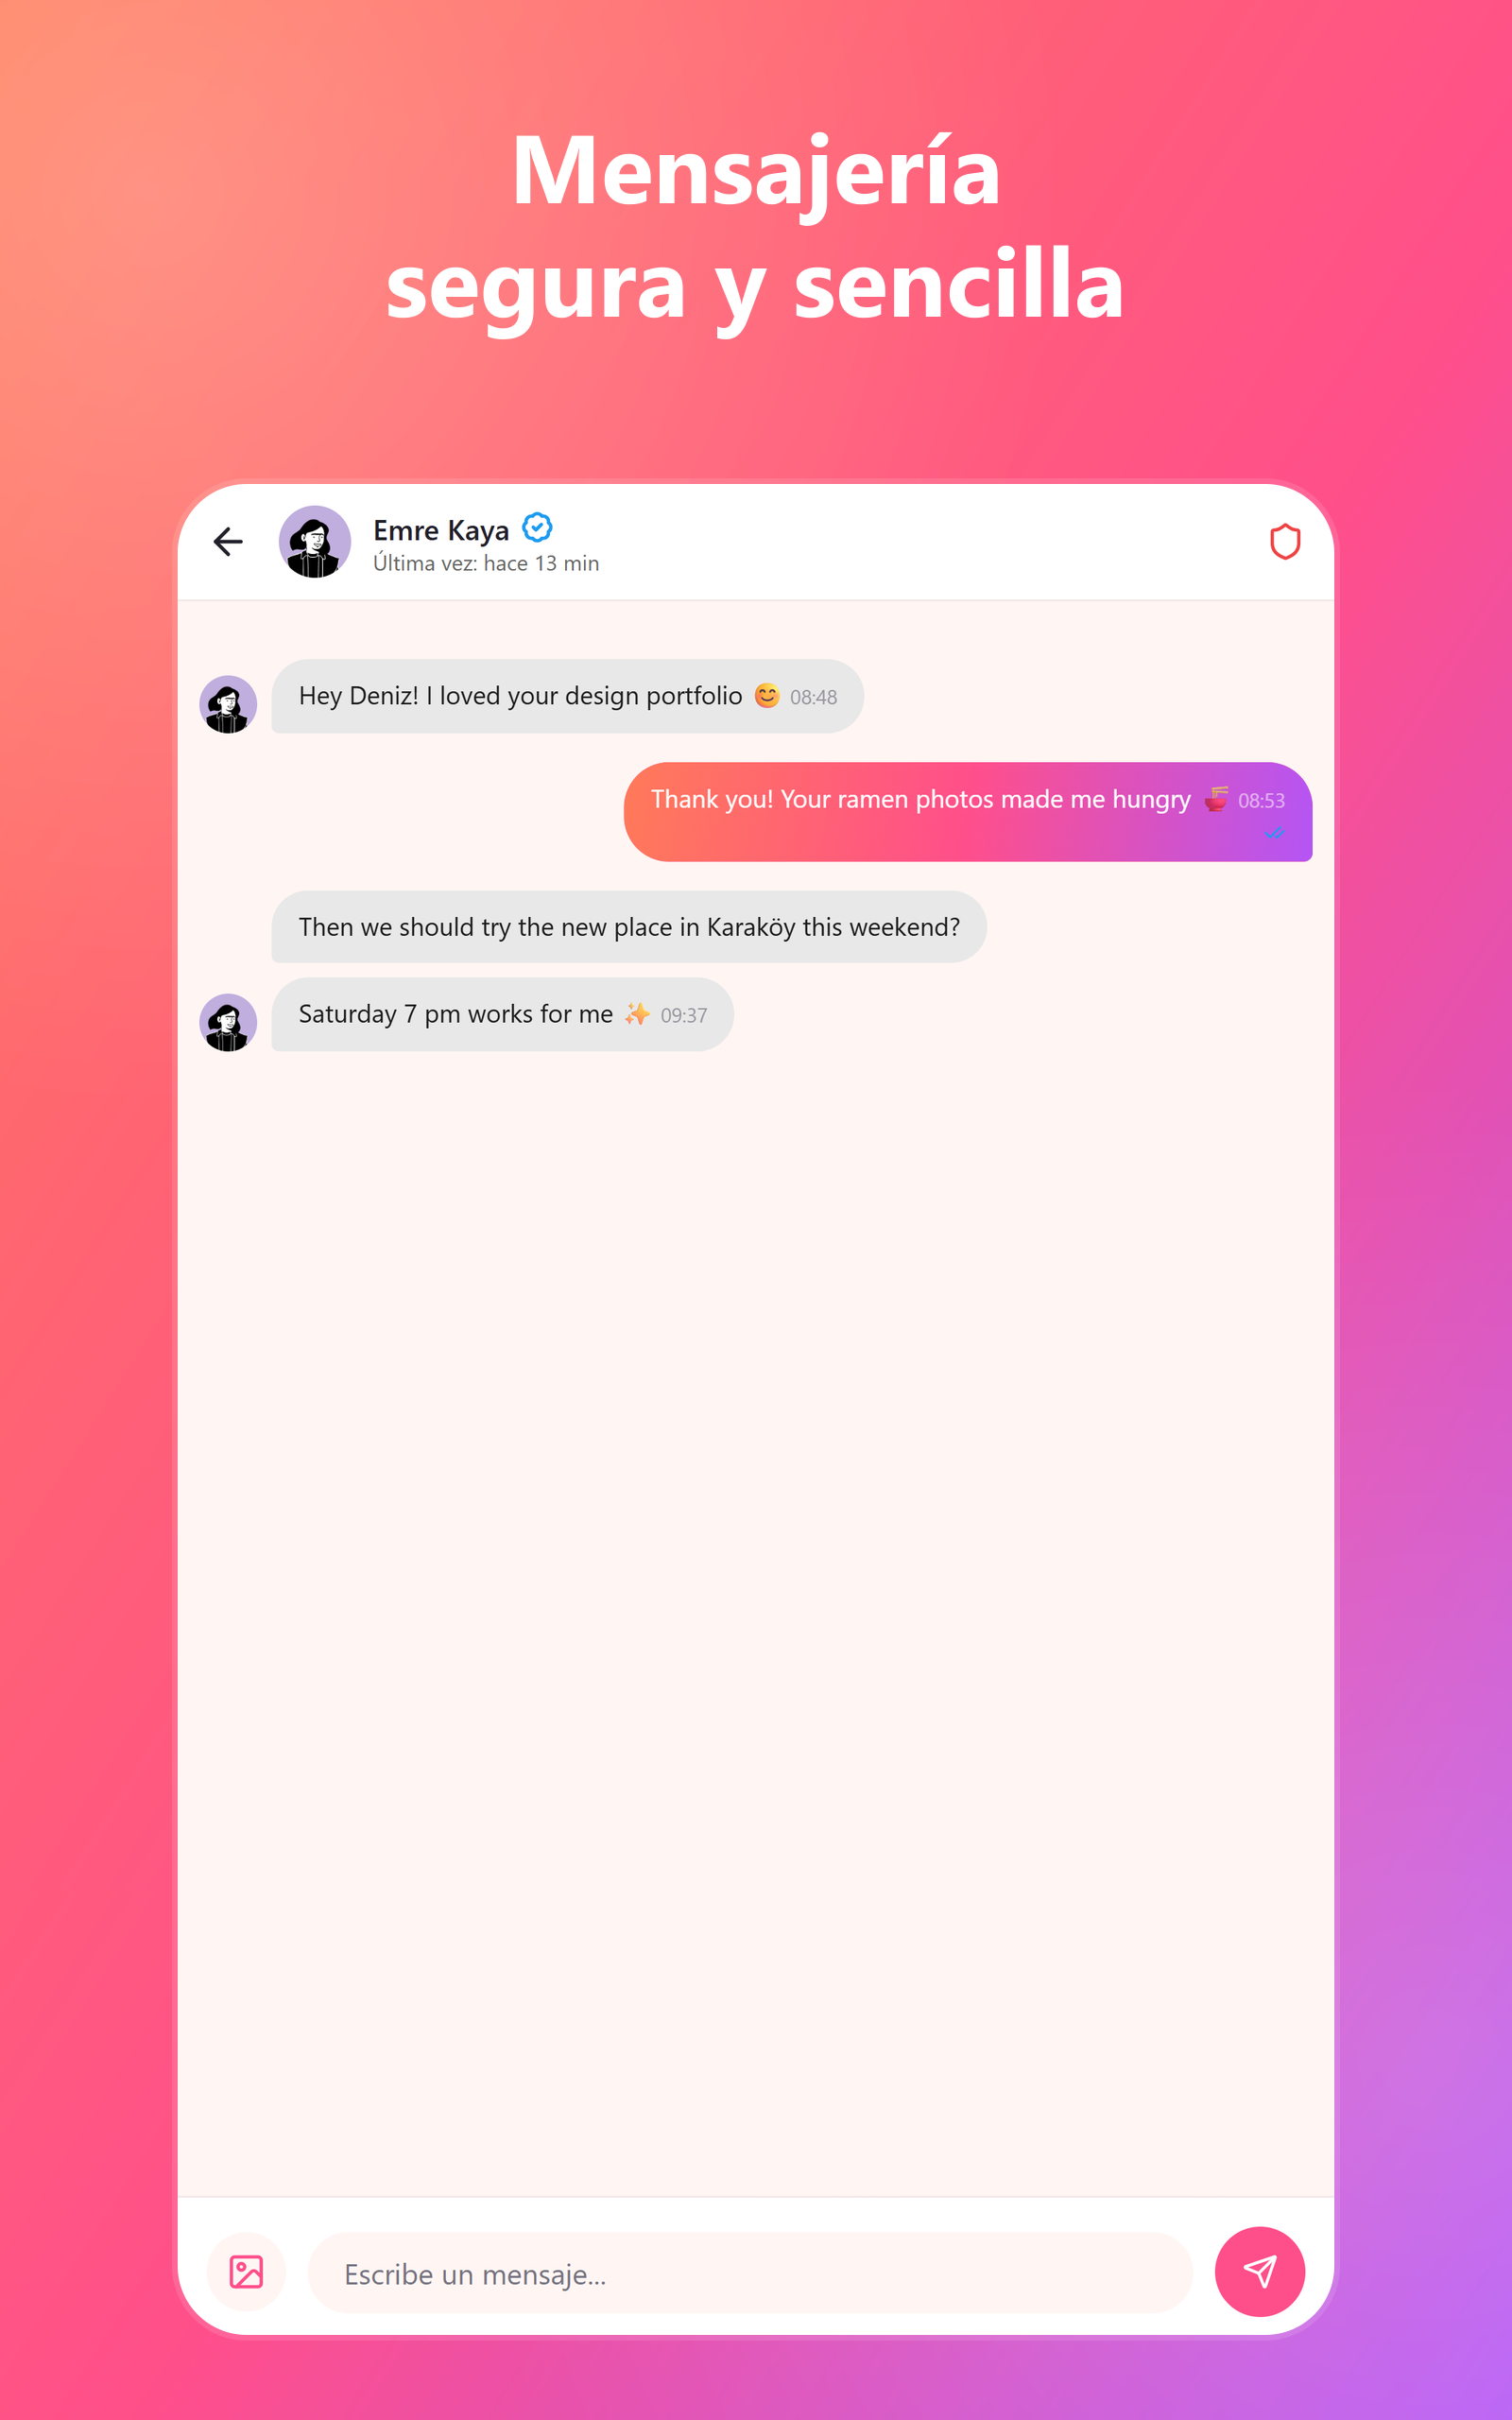 Mensajería
segura y sencilla
Emre Kaya
Última vez: hace 13 min
Hey Deniz! I loved your design portfolio 😊 08:48
Thank you! Your ramen photos made me hungry 🍜 08:53
Then we should try the new place in Karaköy this weekend?
Saturday 7 pm works for me ✨ 09:37
Escribe un mensaje...